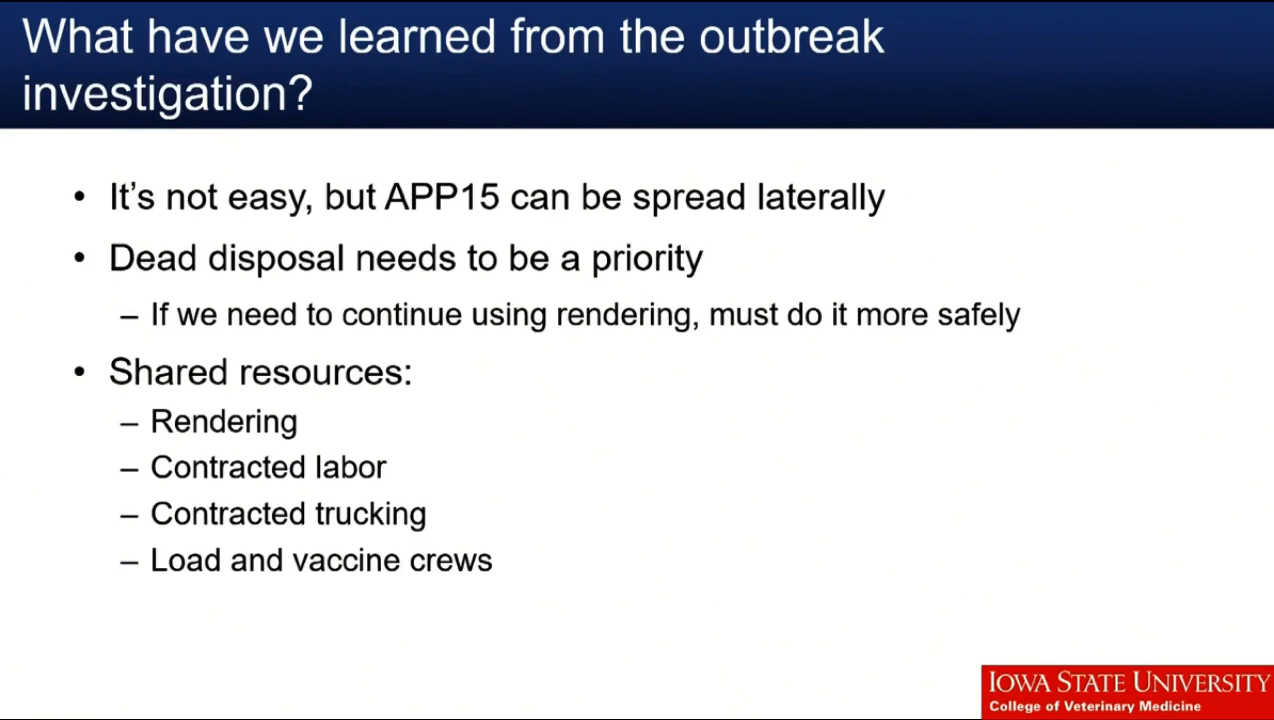 What have we learned from the outbreak
investigation?
• It’s not easy, but APP15 can be spread laterally
• Dead disposal needs to be a priority
– If we need to continue using rendering, must do it more safely
• Shared resources:
– Rendering
– Contracted labor
– Contracted trucking
– Load and vaccine crews
IOWA STATE UNIVERSITY
College of Veterinary Medicine